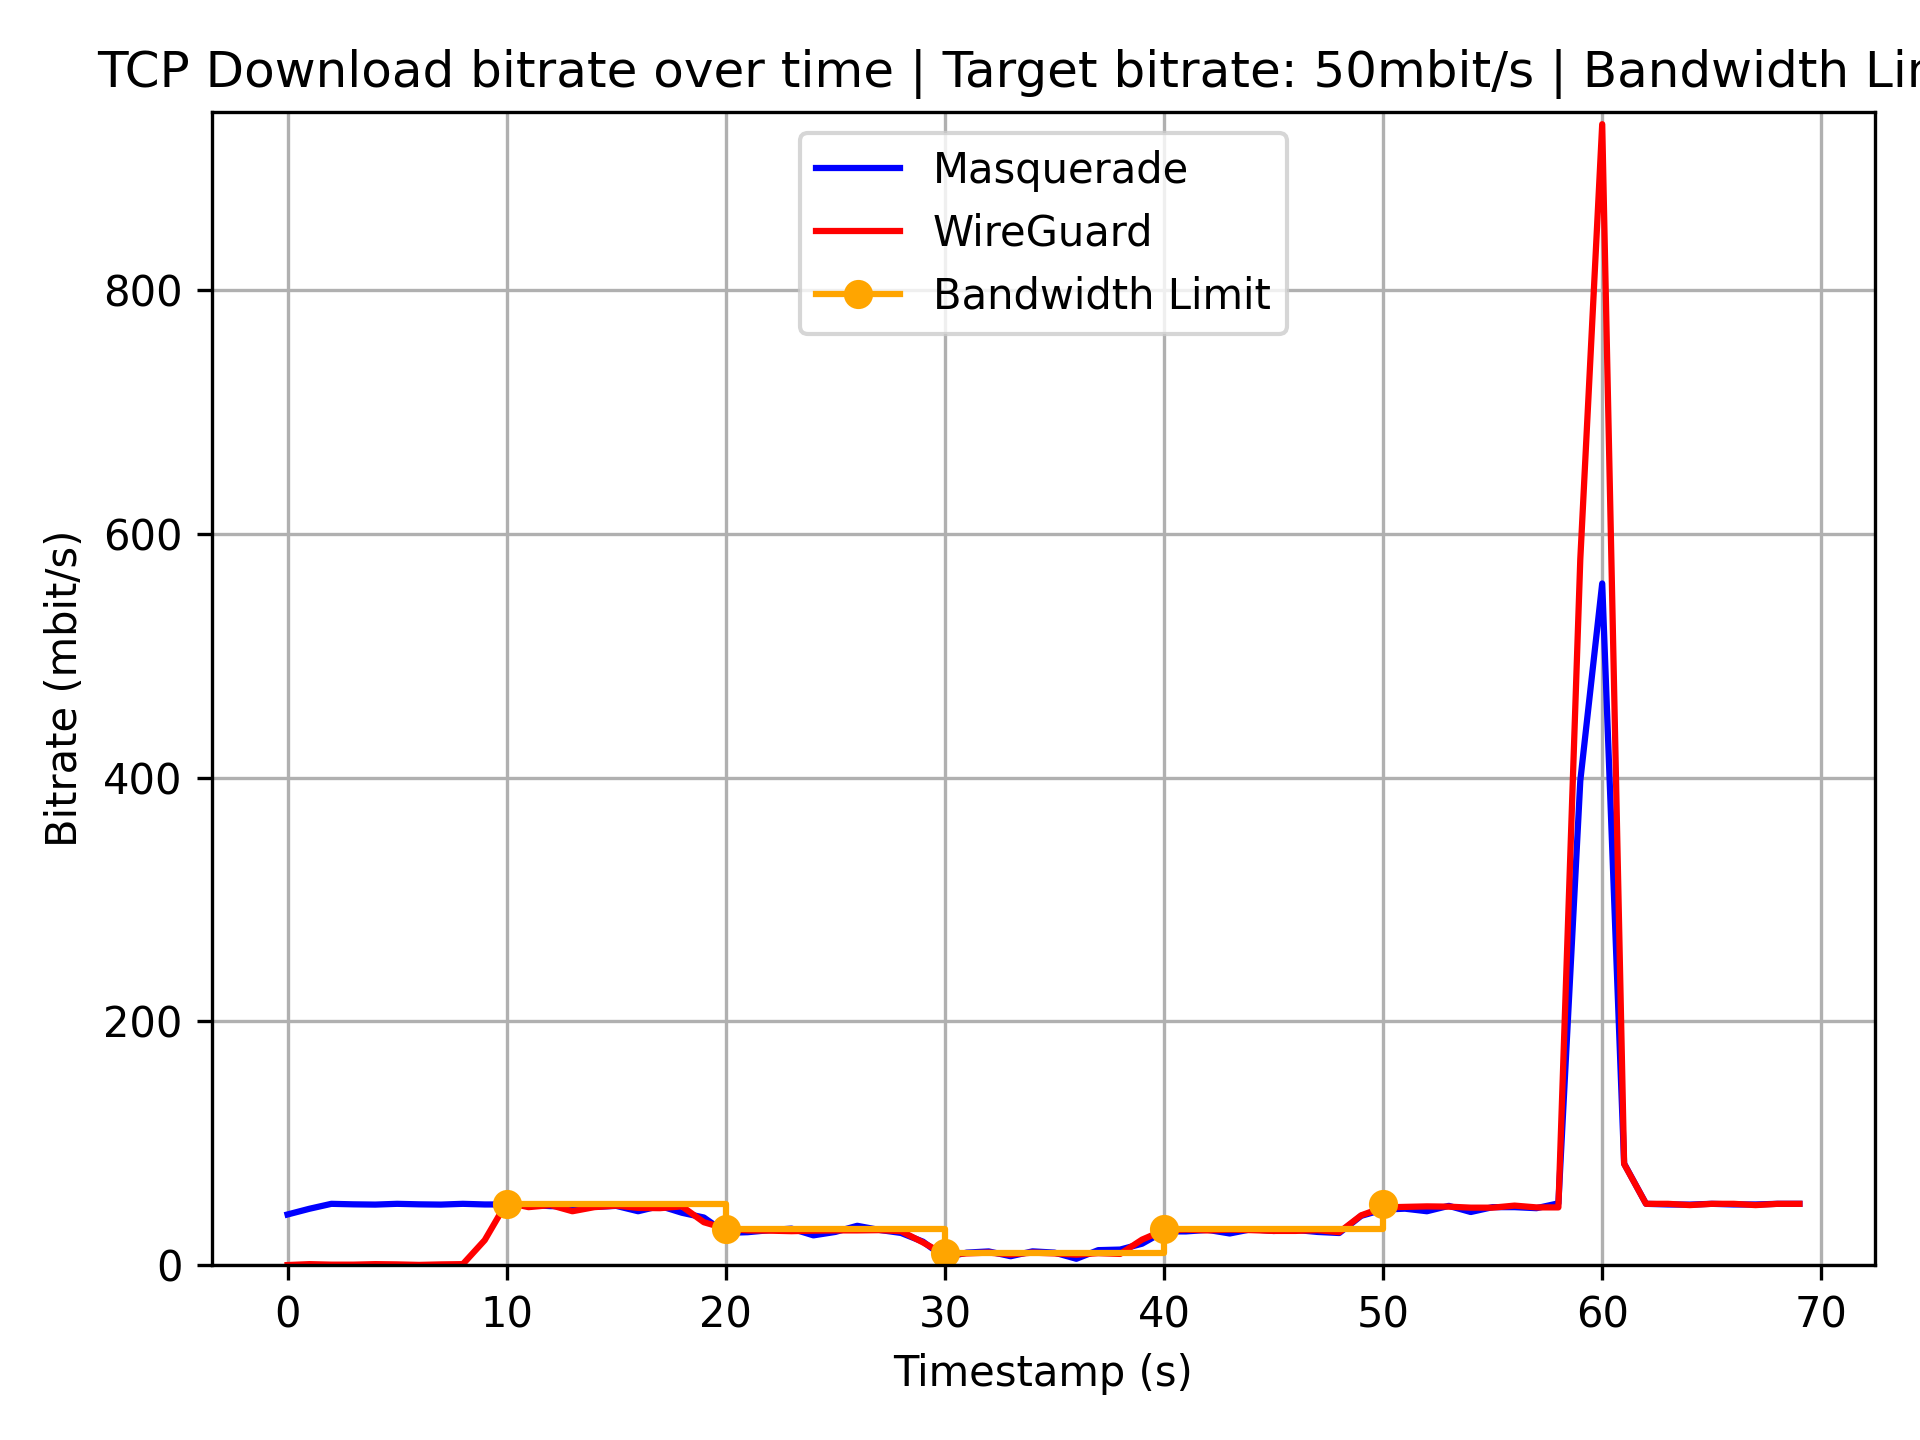 TCP Download bitrate over time | Target bitrate: 50mbit/s | Bandwidth
Masquerade
WireGuard
Bandwidth Limit
Bitrate (mbit/s)
800
600
400
200
0
0 10 20 30 40 50 60 70
Timestamp (s)